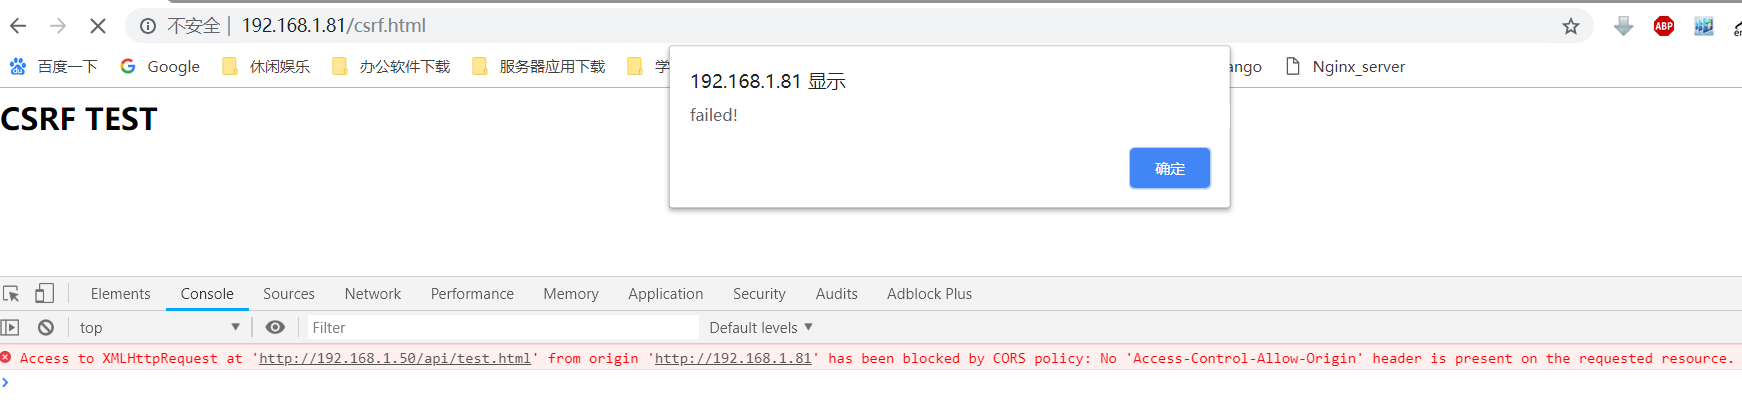 不安全 | 192.168.1.81/csrf.html
ABP
百度一下 Google 休闲娱乐 办公软件下载 服务器应用下载 Nginx_server
192.168.1.81 显示
failed!
确定
CSRF TEST
Elements Console Sources Network Performance Memory Application Security Audits Adblock Plus
top Filter Default levels
Access to XMLHttpRequest at 'http://192.168.1.50/api/test.html' from origin 'http://192.168.1.81' has been blocked by CORS policy: No 'Access-Control-Allow-Origin' header is present on the requested resource.